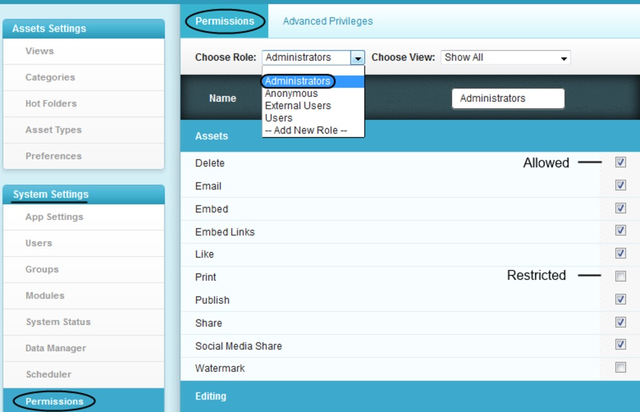 Permissions
Advanced Privileges
Assets Settings
Views
Categories
Hot Folders
Asset Types
Preferences
System Settings
App Settings
Users
Groups
Modules
System Status
Data Manager
Scheduler
Permissions
Choose Role: Administrators Choose View: Show All
Administrators
Anonymous
External Users
Users
-- Add New Role --
Name Administrators
Assets
Delete Allowed
Email
Embed
Embed Links
Like
Print Restricted
Publish
Share
Social Media Share
Watermark
Editing